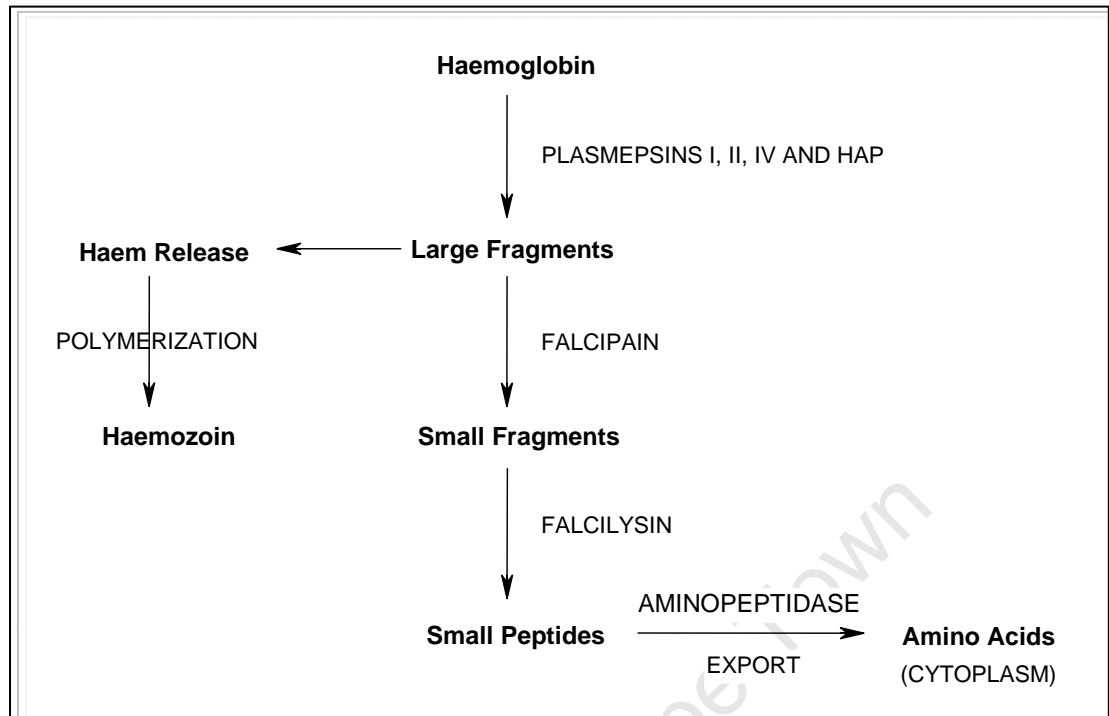 Haemoglobin
PLASMEPSINS I, II, IV AND HAP
Haem Release
Large Fragments
POLYMERIZATION
FALCIPAIN
Haemozoin
Small Fragments
FALCILYSIN
Small Peptides
AMINOPEPTIDASE
EXPORT
Amino Acids
(CYTOPLASM)
Town